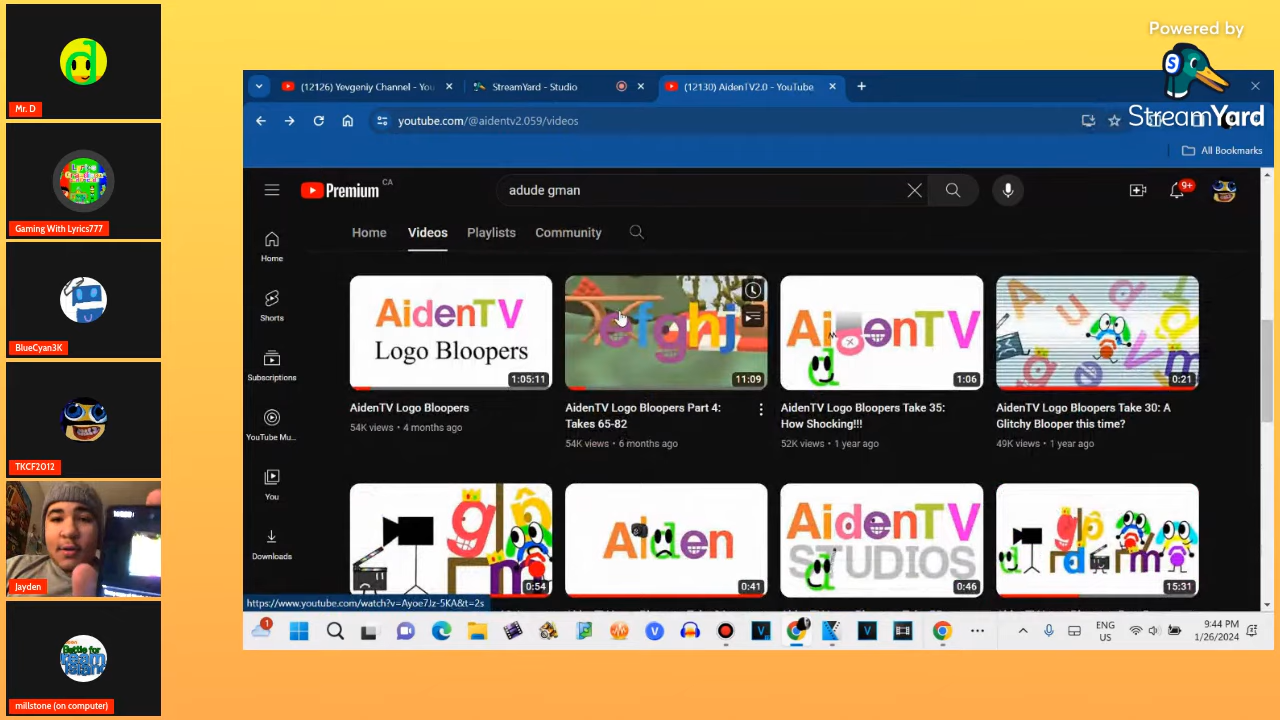 Powered by
StreamYard
Mr. D
Gaming With Lyrics777
BlueCyan3K
TKCF2012
Jayden
millstone (on computer)
(12126) Yevgeniy Channel - You
StreamYard - Studio
(12130) AidenTV2.0 - YouTube
youtube.com/@aidentv2.059/videos
All Bookmarks
Premium CA
adude gman
9+
Home
Videos
Playlists
Community
Home
Shorts
Subscriptions
YouTube Mu...
You
Downloads
AidenTV
Logo Bloopers
1:05:11
AidenTV Logo Bloopers
54K views • 4 months ago
efghj
11:09
AidenTV Logo Bloopers Part 4:
Takes 65-82
54K views • 6 months ago
AidenTV
1:06
AidenTV Logo Bloopers Take 35:
How Shocking!!!
52K views • 1 year ago
0:21
AidenTV Logo Bloopers Take 30: A
Glitchy Blooper this time?
49K views • 1 year ago
0:54
Aiden
0:41
AidenTV
STUDIOS
0:46
15:31
https://www.youtube.com/watch?v=Ayoe7Jz-5KA&t=2s
1
ENG
US
9:44 PM
1/26/2024